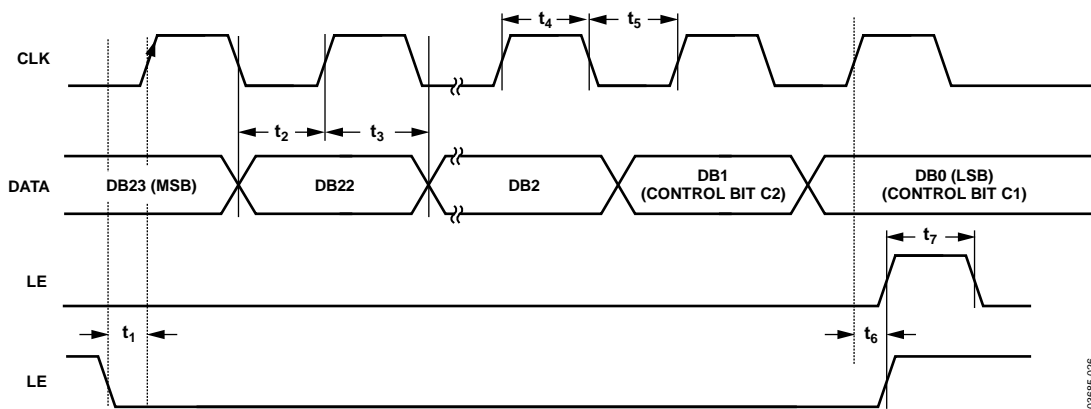 t4
t5
CLK
t2
t3
DATA
DB23 (MSB)
DB22
DB2
DB1
(CONTROL BIT C2)
DB0 (LSB)
(CONTROL BIT C1)
t7
LE
t1
t6
LE